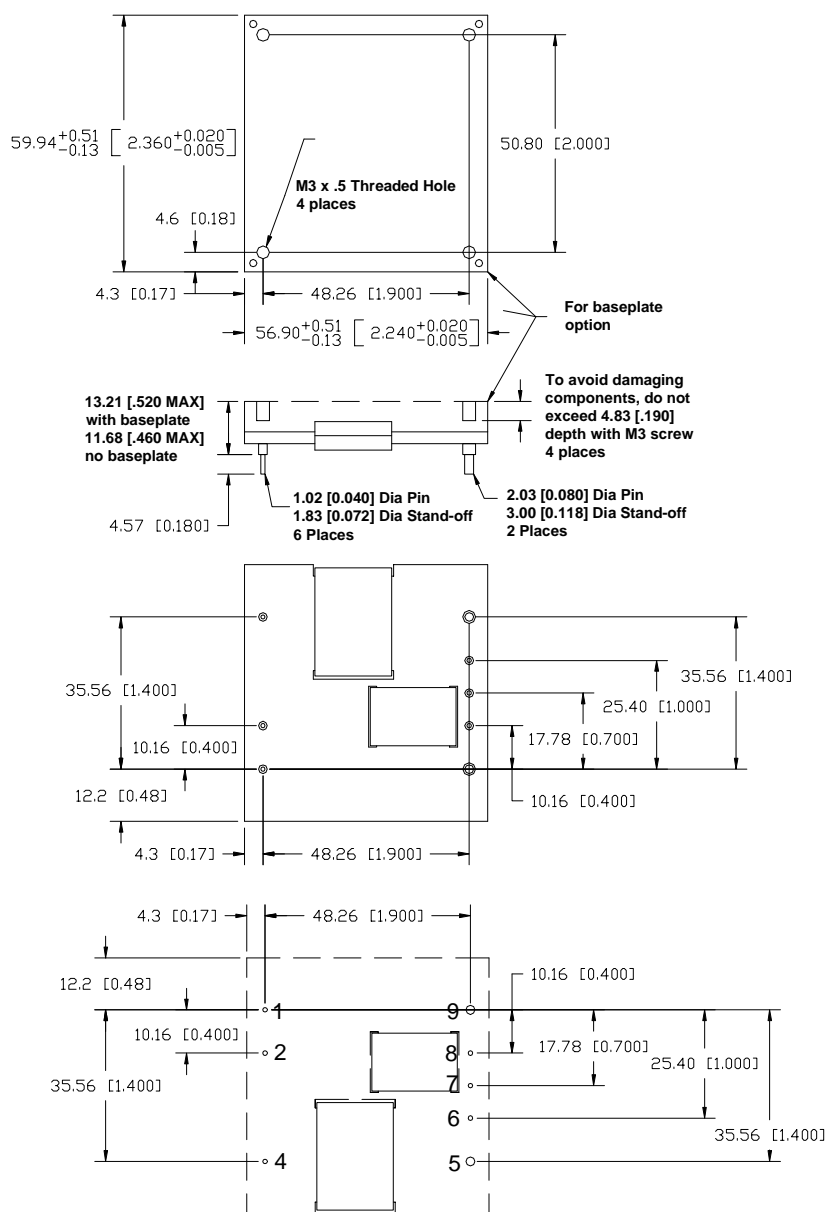 59.94 +0.51 -0.13 [ 2.360 +0.020 -0.005 ]
50.80 [2.000]
M3 x .5 Threaded Hole
4 places
4.6 [0.18]
4.3 [0.17]
48.26 [1.900]
56.90 +0.51 -0.13 [ 2.240 +0.020 -0.005 ]
For baseplate
option
13.21 [.520 MAX]
with baseplate
11.68 [.460 MAX]
no baseplate
To avoid damaging
components, do not
exceed 4.83 [.190]
depth with M3 screw
4 places
4.57 [0.180]
1.02 [0.040] Dia Pin
1.83 [0.072] Dia Stand-off
6 Places
2.03 [0.080] Dia Pin
3.00 [0.118] Dia Stand-off
2 Places
35.56 [1.400]
10.16 [0.400]
12.2 [0.48]
4.3 [0.17]
48.26 [1.900]
35.56 [1.400]
25.40 [1.000]
17.78 [0.700]
10.16 [0.400]
4.3 [0.17]
48.26 [1.900]
12.2 [0.48]
10.16 [0.400]
35.56 [1.400]
1
2
4
9
8
7
6
5
10.16 [0.400]
17.78 [0.700]
25.40 [1.000]
35.56 [1.400]